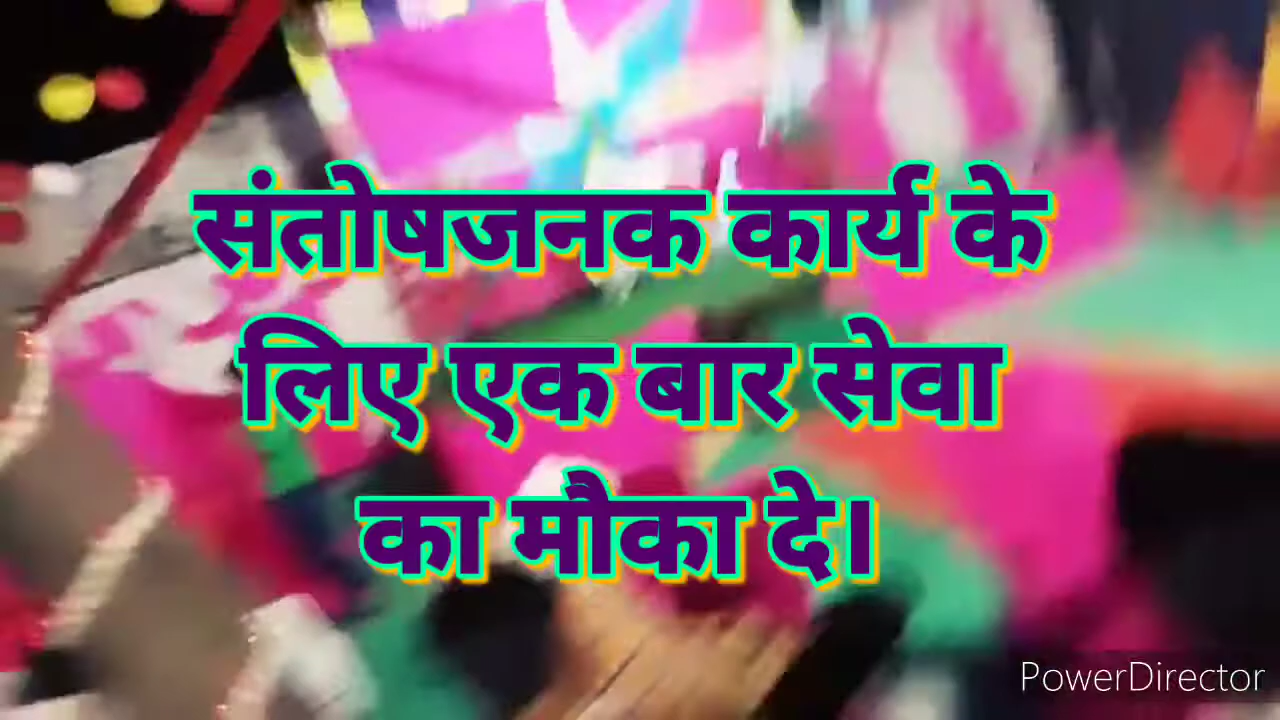 संतोषजनक कार्य के
लिए एक बार सेवा
का मौका दे।
PowerDirector